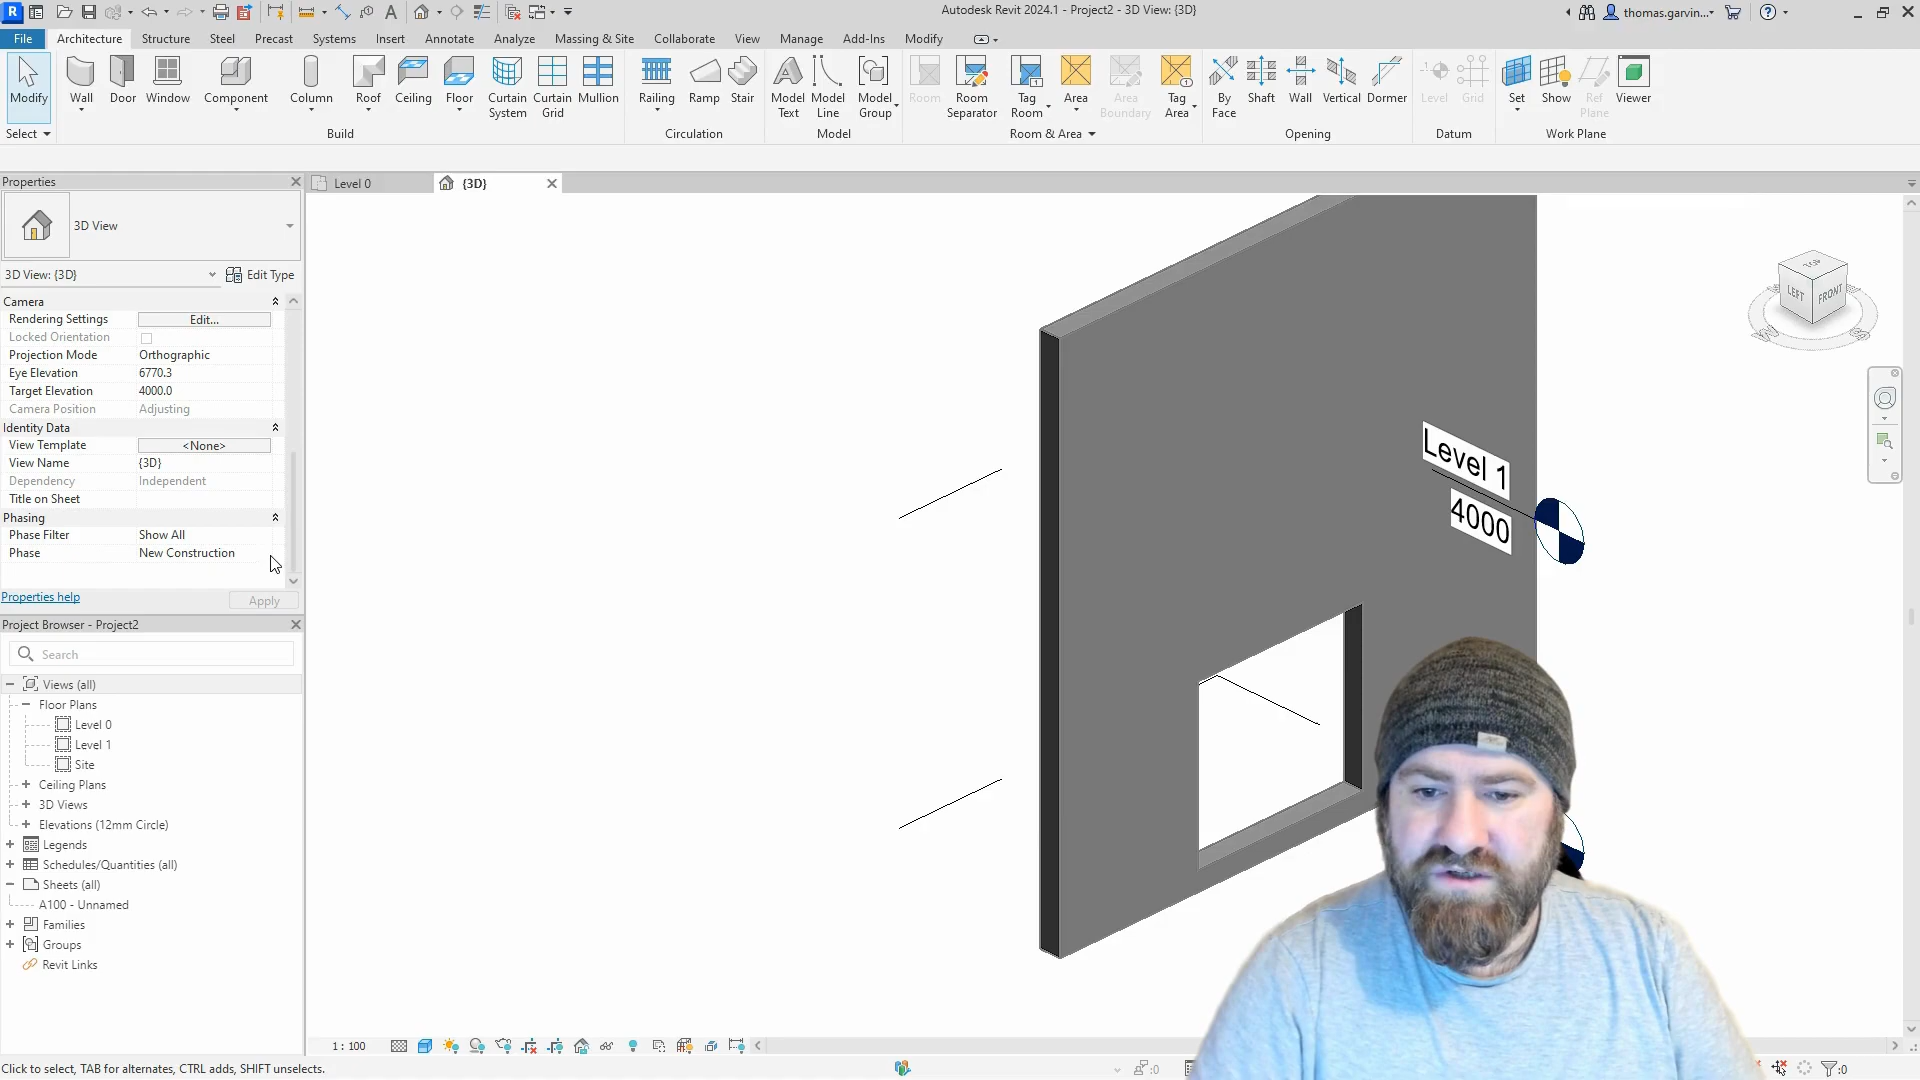 Autodesk Revit 2024.1 - Project2 - 3D View: {3D}
thomas.garvin...
File Architecture Structure Steel Precast Systems Insert Annotate Analyze Massing & Site Collaborate View Manage Add-Ins Modify
Modify Wall Door Window Component Column Roof Ceiling Floor Curtain System Curtain Grid Mullion Railing Ramp Stair Model Text Model Line Model Group Room Room Separator Tag Room Area Area Boundary Tag Area By Face Shaft Wall Vertical Dormer Level Grid Set Show Ref Plane Viewer
Select Build Circulation Model Room & Area Opening Datum Work Plane
Properties
Level 0
{3D}
3D View
3D View: {3D}
Edit Type
Camera
Rendering Settings Edit...
Locked Orientation
Projection Mode Orthographic
Eye Elevation 6770.3
Target Elevation 4000.0
Camera Position Adjusting
Identity Data
View Template <None>
View Name {3D}
Dependency Independent
Title on Sheet
Phasing
Phase Filter Show All
Phase New Construction
Properties help
Apply
Project Browser - Project2
Search
Views (all)
Floor Plans
Level 0
Level 1
Site
Ceiling Plans
3D Views
Elevations (12mm Circle)
Legends
Schedules/Quantities (all)
Sheets (all)
A100 - Unnamed
Families
Groups
Revit Links
Level 1
4000
TOP
LEFT
FRONT
1 : 100
Click to select, TAB for alternates, CTRL adds, SHIFT unselects.
:0
:0